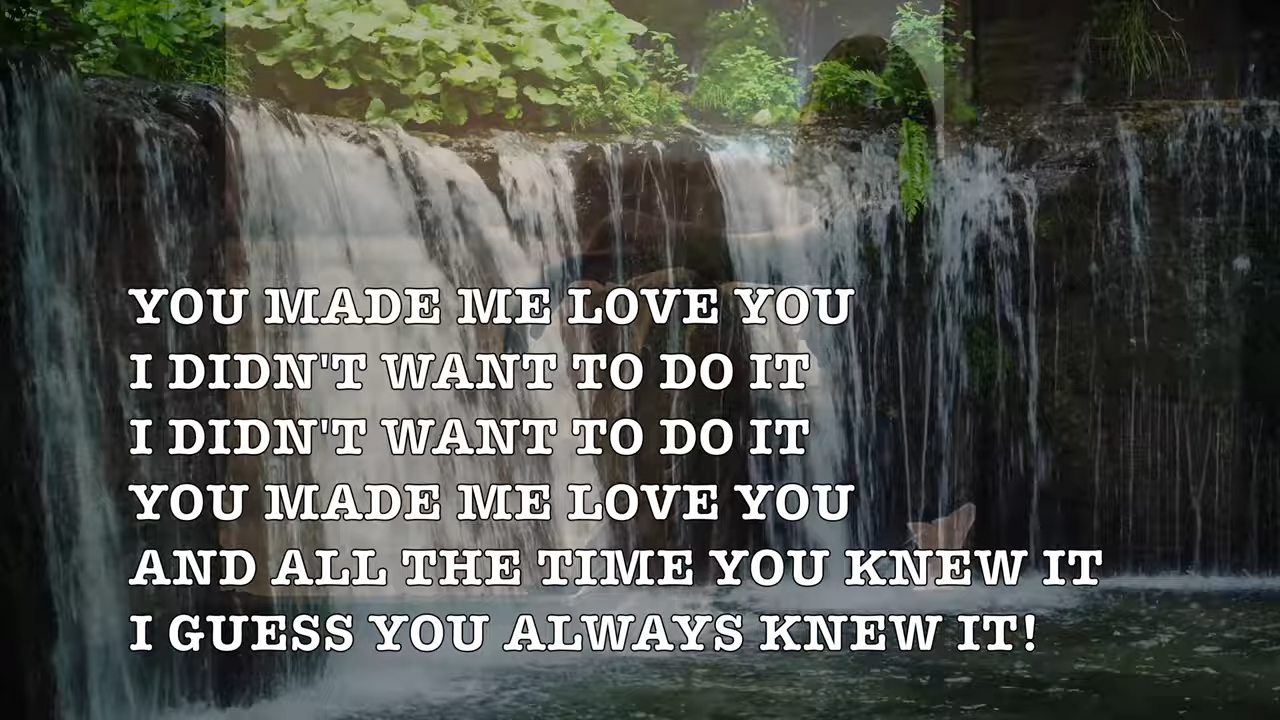 YOU MADE ME LOVE YOU
I DIDN'T WANT TO DO IT
I DIDN'T WANT TO DO IT
YOU MADE ME LOVE YOU
AND ALL THE TIME YOU KNEW IT
I GUESS YOU ALWAYS KNEW IT!